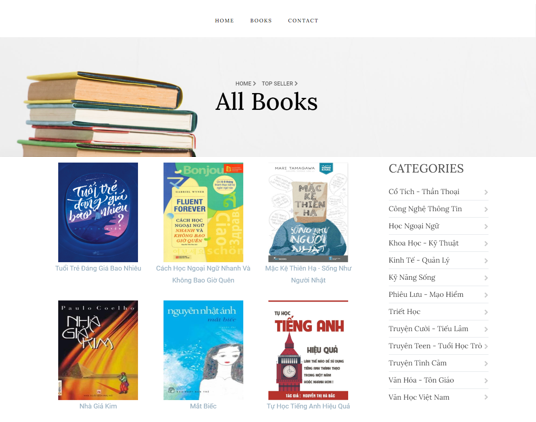 HOME BOOKS CONTACT
HOME TOP SELLER
All Books
Tuổi trẻ
đáng giá
bao nhiêu
?
Tuổi Trẻ Đáng Giá Bao Nhiêu
Bonjou
GABRIEL WYNER
FLUENT
FOREVER
CÁCH HỌC
NGOẠI NGỮ
NHANH VÀ
KHÔNG BAO
GIỜ QUÊN
Ciao
schön
Cách Học Ngoại Ngữ Nhanh Và
Không Bao Giờ Quên
MARI TAMAGAWA
MẶC
KỆ
THIÊN
HẠ
SỐNG NHƯ
NGƯỜI NHẬT
Mặc Kệ Thiên Hạ - Sống Như
Người Nhật
Paulo Coelho
NHÀ
GIẢ
KIM
Nhà Giả Kim
nguyễn nhật ánh
mắt biếc
Mắt Biếc
TỰ HỌC
TIẾNG ANH
HIỆU QUẢ
Tự Học Tiếng Anh Hiệu Quả
CATEGORIES
Cổ Tích - Thần Thoại
Công Nghệ Thông Tin
Học Ngoại Ngữ
Khoa Học - Kỹ Thuật
Kinh Tế - Quản Lý
Kỹ Năng Sống
Phiêu Lưu - Mạo Hiểm
Triết Học
Truyện Cười - Tiếu Lâm
Truyện Teen - Tuổi Học Trò
Truyện Tình Cảm
Văn Hóa - Tôn Giáo
Văn Học Việt Nam